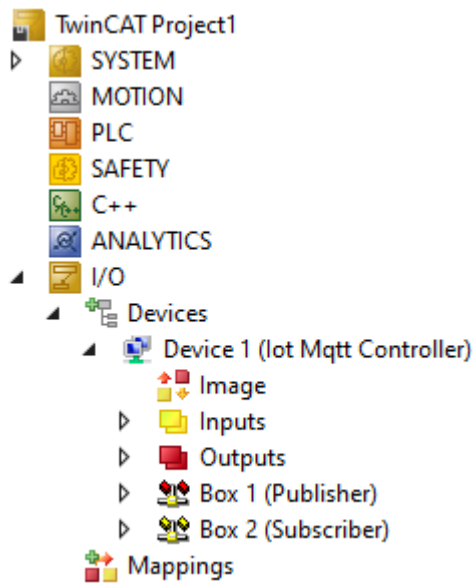 TwinCAT Project1
SYSTEM
MOTION
PLC
SAFETY
C++
ANALYTICS
I/O
Devices
Device 1 (Iot Mqtt Controller)
Image
Inputs
Outputs
Box 1 (Publisher)
Box 2 (Subscriber)
Mappings